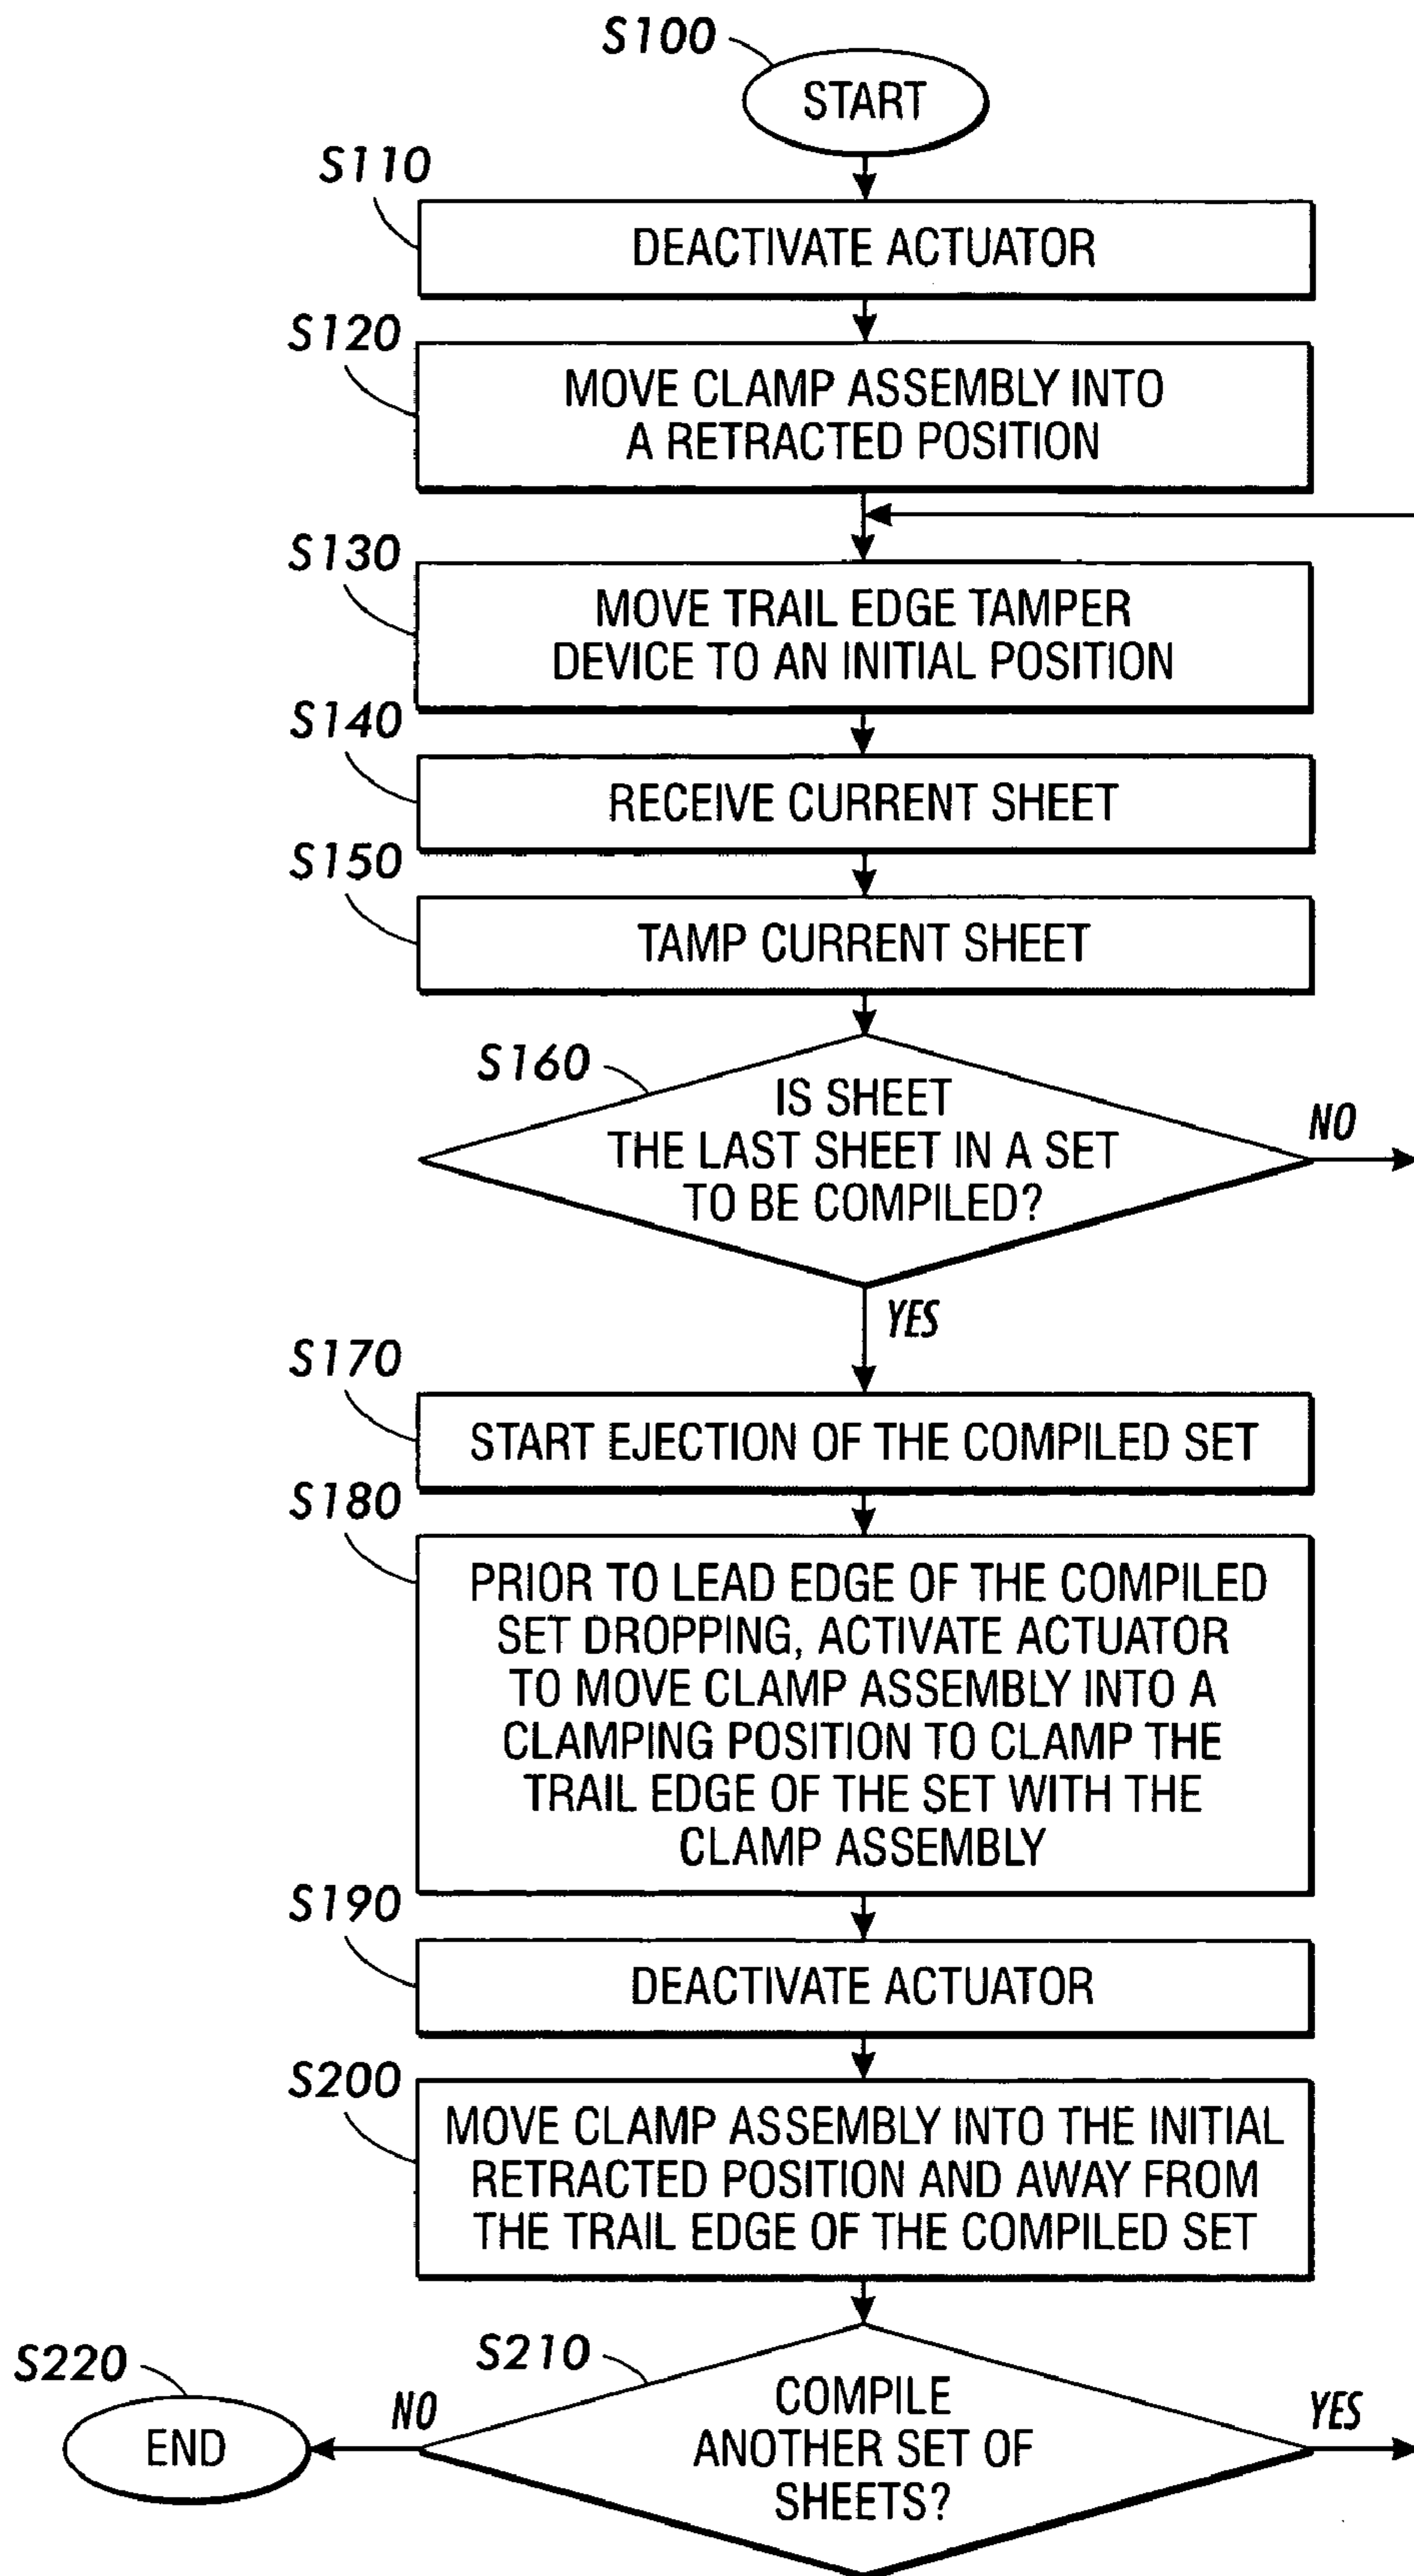 S100
START
S110
DEACTIVATE ACTUATOR
S120
MOVE CLAMP ASSEMBLY INTO
A RETRACTED POSITION
S130
MOVE TRAIL EDGE TAMPER
DEVICE TO AN INITIAL POSITION
S140
RECEIVE CURRENT SHEET
S150
TAMP CURRENT SHEET
S160
IS SHEET
THE LAST SHEET IN A SET
TO BE COMPILED?
NO
YES
S170
START EJECTION OF THE COMPILED SET
S180
PRIOR TO LEAD EDGE OF THE COMPILED
SET DROPPING, ACTIVATE ACTUATOR
TO MOVE CLAMP ASSEMBLY INTO A
CLAMPING POSITION TO CLAMP THE
TRAIL EDGE OF THE SET WITH THE
CLAMP ASSEMBLY
S190
DEACTIVATE ACTUATOR
S200
MOVE CLAMP ASSEMBLY INTO THE INITIAL
RETRACTED POSITION AND AWAY FROM
THE TRAIL EDGE OF THE COMPILED SET
S210
COMPILE
ANOTHER SET OF
SHEETS?
YES
NO
S220
END